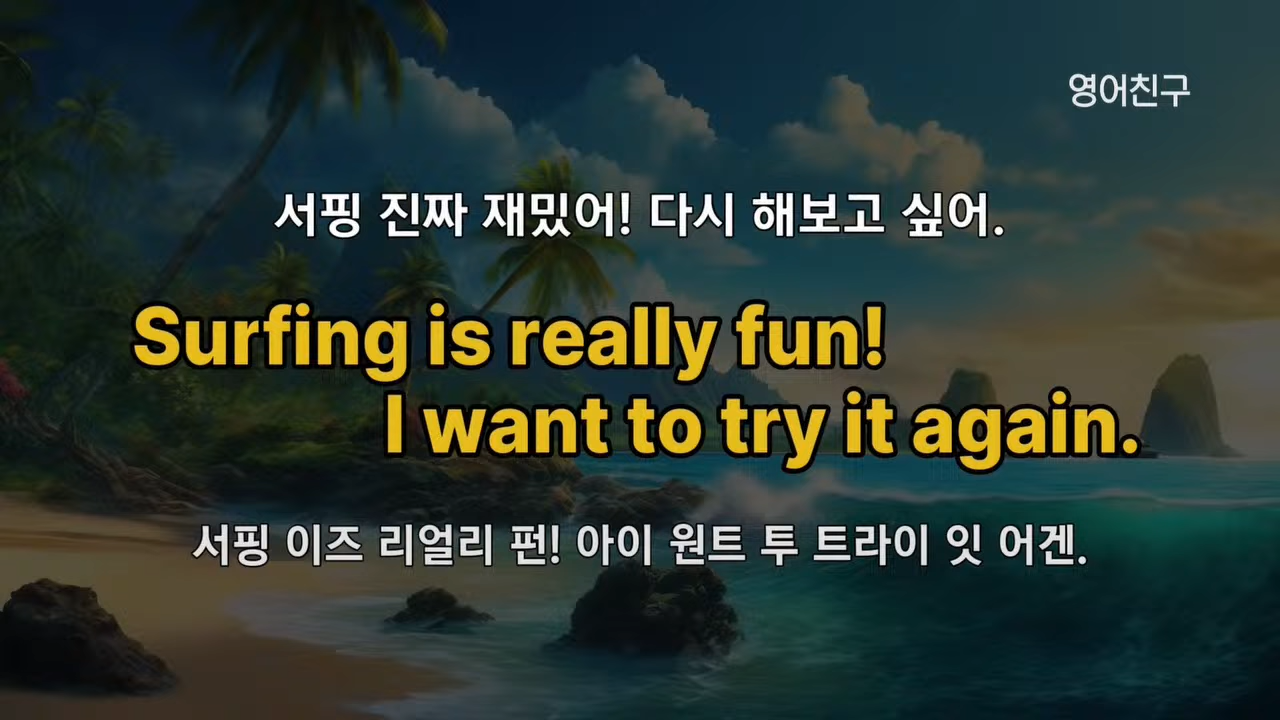 영어친구
서핑 진짜 재밌어! 다시 해보고 싶어.
Surfing is really fun!
I want to try it again.
서핑 이즈 리얼리 펀! 아이 원트 투 트라이 잇 어겐.